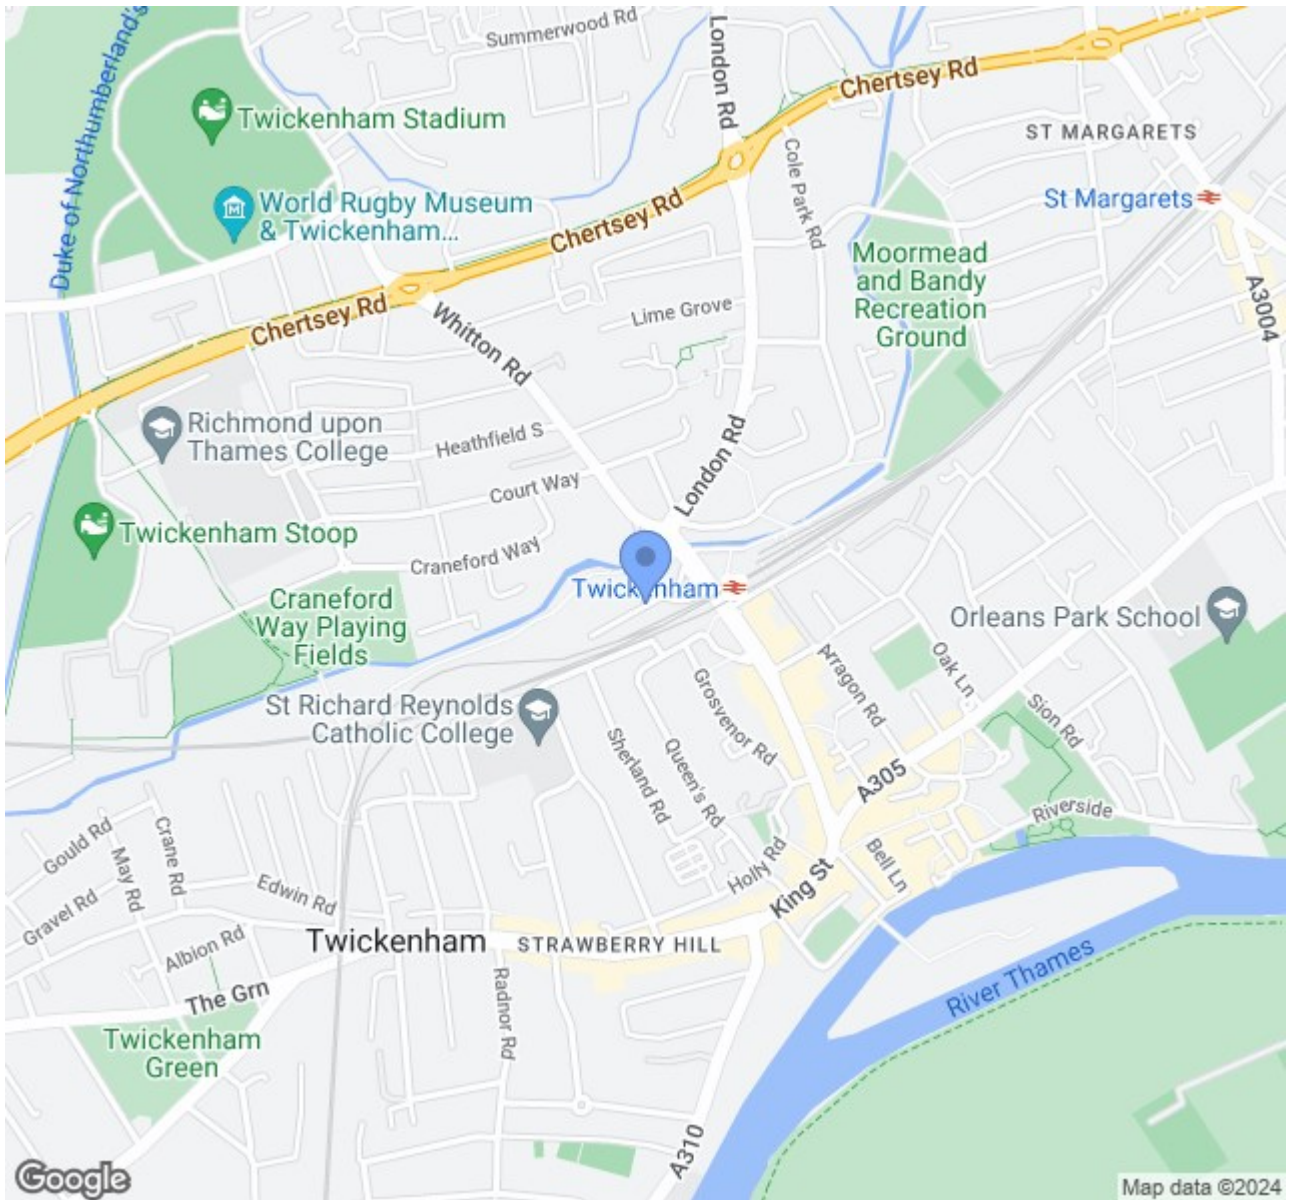 Summerwood Rd
London Rd
Chertsey Rd
Duke of Northumberland's
Twickenham Stadium
ST MARGARETS
Cole Park Rd
St Margarets
World Rugby Museum
& Twickenham...
Chertsey Rd
Moormead
and Bandy
Recreation
Ground
A3004
Chertsey Rd
Lime Grove
Whitton Rd
Richmond upon
Thames College
Heathfield S
London Rd
Court Way
Twickenham Stoop
Craneford Way
Twickenham
Craneford
Way Playing
Fields
Orleans Park School
Arragon Rd
Oak Ln
Grosvenor Rd
Sion Rd
St Richard Reynolds
Catholic College
Sherland Rd
Queen's Rd
A305
Riverside
Gould Rd
Crane Rd
May Rd
Holly Rd
Bell Ln
Edwin Rd
King St
Gravel Rd
Albion Rd
Twickenham
STRAWBERRY HILL
River Thames
The Grn
Radnor Rd
Twickenham
Green
A310
Google
Map data ©2024